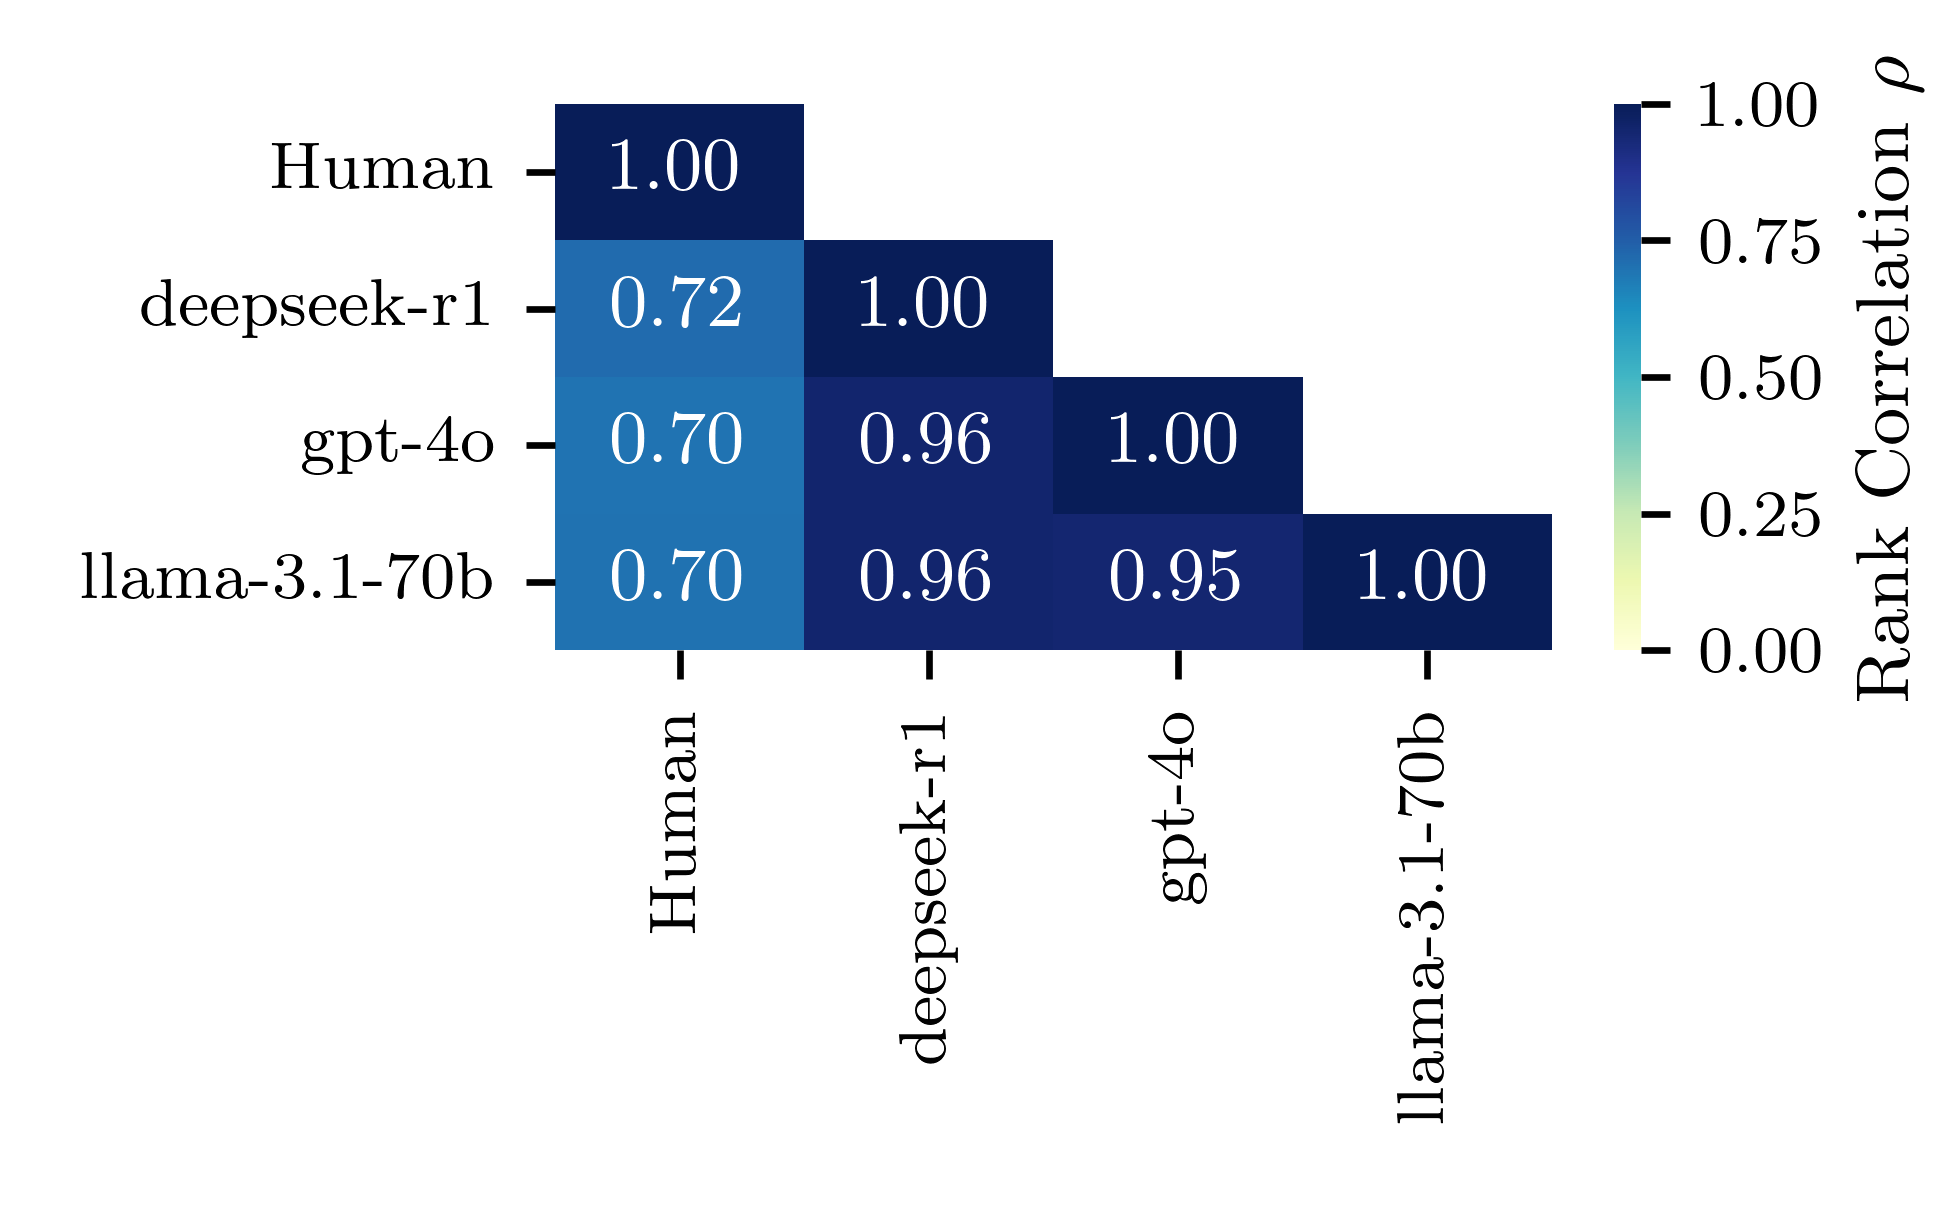 Human
1.00
deepseek-r1
0.72 1.00
gpt-4o
0.70 0.96 1.00
llama-3.1-70b
0.70 0.96 0.95 1.00
Human
deepseek-r1
gpt-4o
llama-3.1-70b
1.00
0.75
0.50
0.25
0.00
Rank Correlation ρ